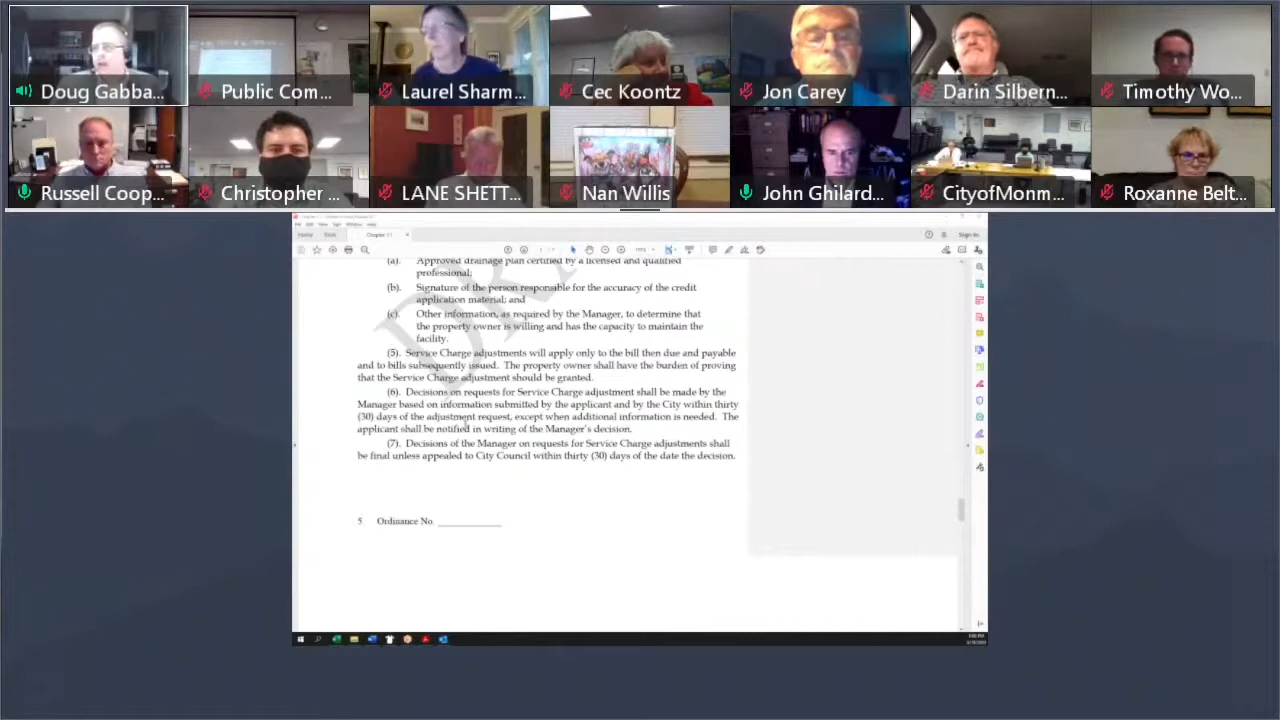 Doug Gabba...
Public Com...
Laurel Sharm...
Cec Koontz
Jon Carey
Darin Silbern...
Timothy Wo...
Russell Coop...
Christopher ...
LANE SHETT...
Nan Willis
John Ghilard...
CityofMonm...
Roxanne Belt...
Home Tools Chapter 11
Sign In
(a). Approved drainage plan certified by a licensed and qualified
professional;
(b). Signature of the person responsible for the accuracy of the credit
application material; and
(c). Other information, as required by the Manager, to determine that
the property owner is willing and has the capacity to maintain the
facility.
(5). Service Charge adjustments will apply only to the bill then due and payable
and to bills subsequently issued. The property owner shall have the burden of proving
that the Service Charge adjustment should be granted.
(6). Decisions on requests for Service Charge adjustment shall be made by the
Manager based on information submitted by the applicant and by the City within thirty
(30) days of the adjustment request, except when additional information is needed. The
applicant shall be notified in writing of the Manager's decision.
(7). Decisions of the Manager on requests for Service Charge adjustments shall
be final unless appealed to City Council within thirty (30) days of the date the decision.
5 Ordinance No. ____________